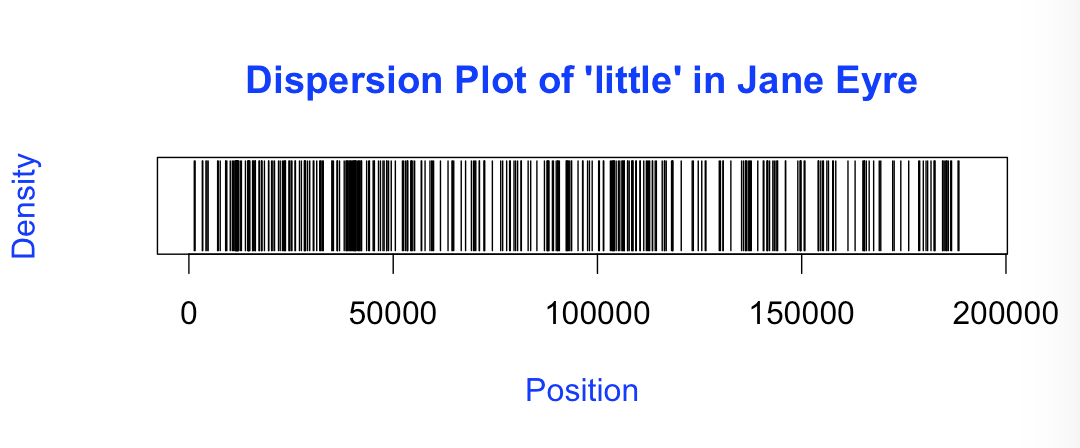 Dispersion Plot of 'little' in Jane Eyre
Density
0 50000 100000 150000 200000
Position